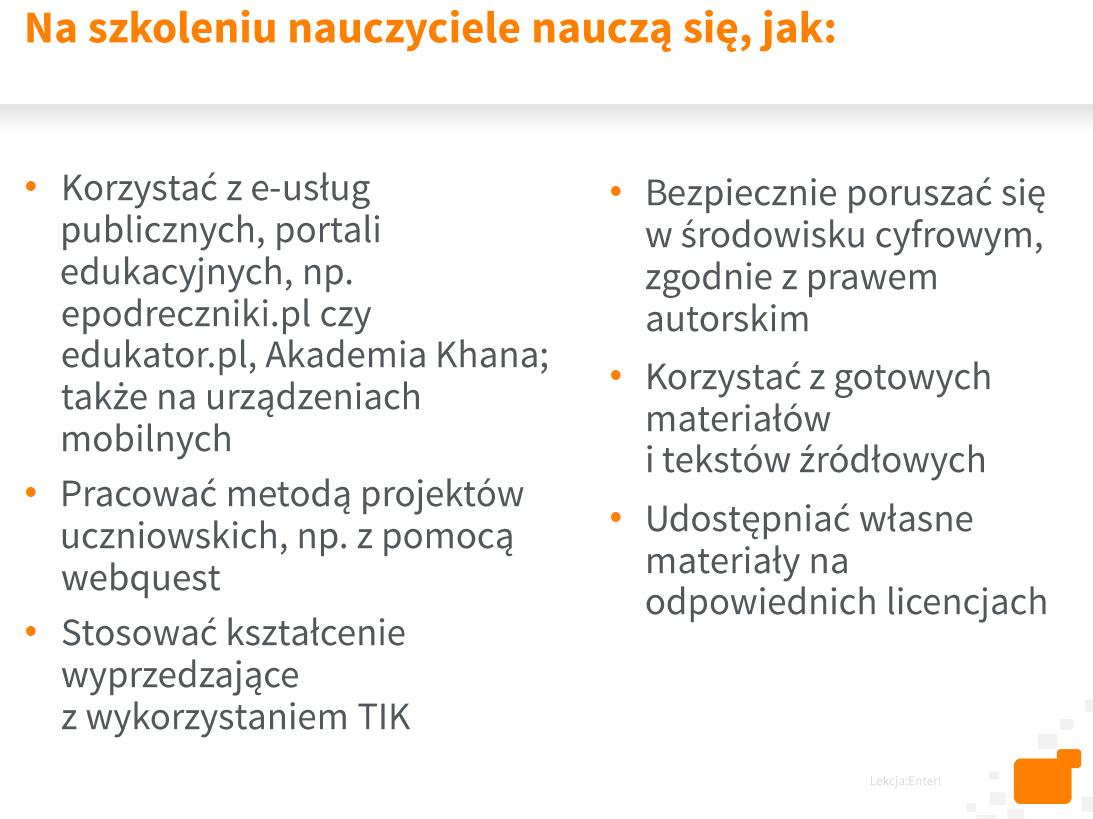 Na szkoleniu nauczyciele nauczą się, jak:
• Korzystać z e-usług
publicznych, portali
edukacyjnych, np.
epodreczniki.pl czy
edukator.pl, Akademia Khana;
także na urządzeniach
mobilnych
• Pracować metodą projektów
uczniowskich, np. z pomocą
webquest
• Stosować kształcenie
wyprzedzające
z wykorzystaniem TIK
• Bezpiecznie poruszać się
w środowisku cyfrowym,
zgodnie z prawem
autorskim
• Korzystać z gotowych
materiałów
i tekstów źródłowych
• Udostępniać własne
materiały na
odpowiednich licencjach
Lekcja:Enter!